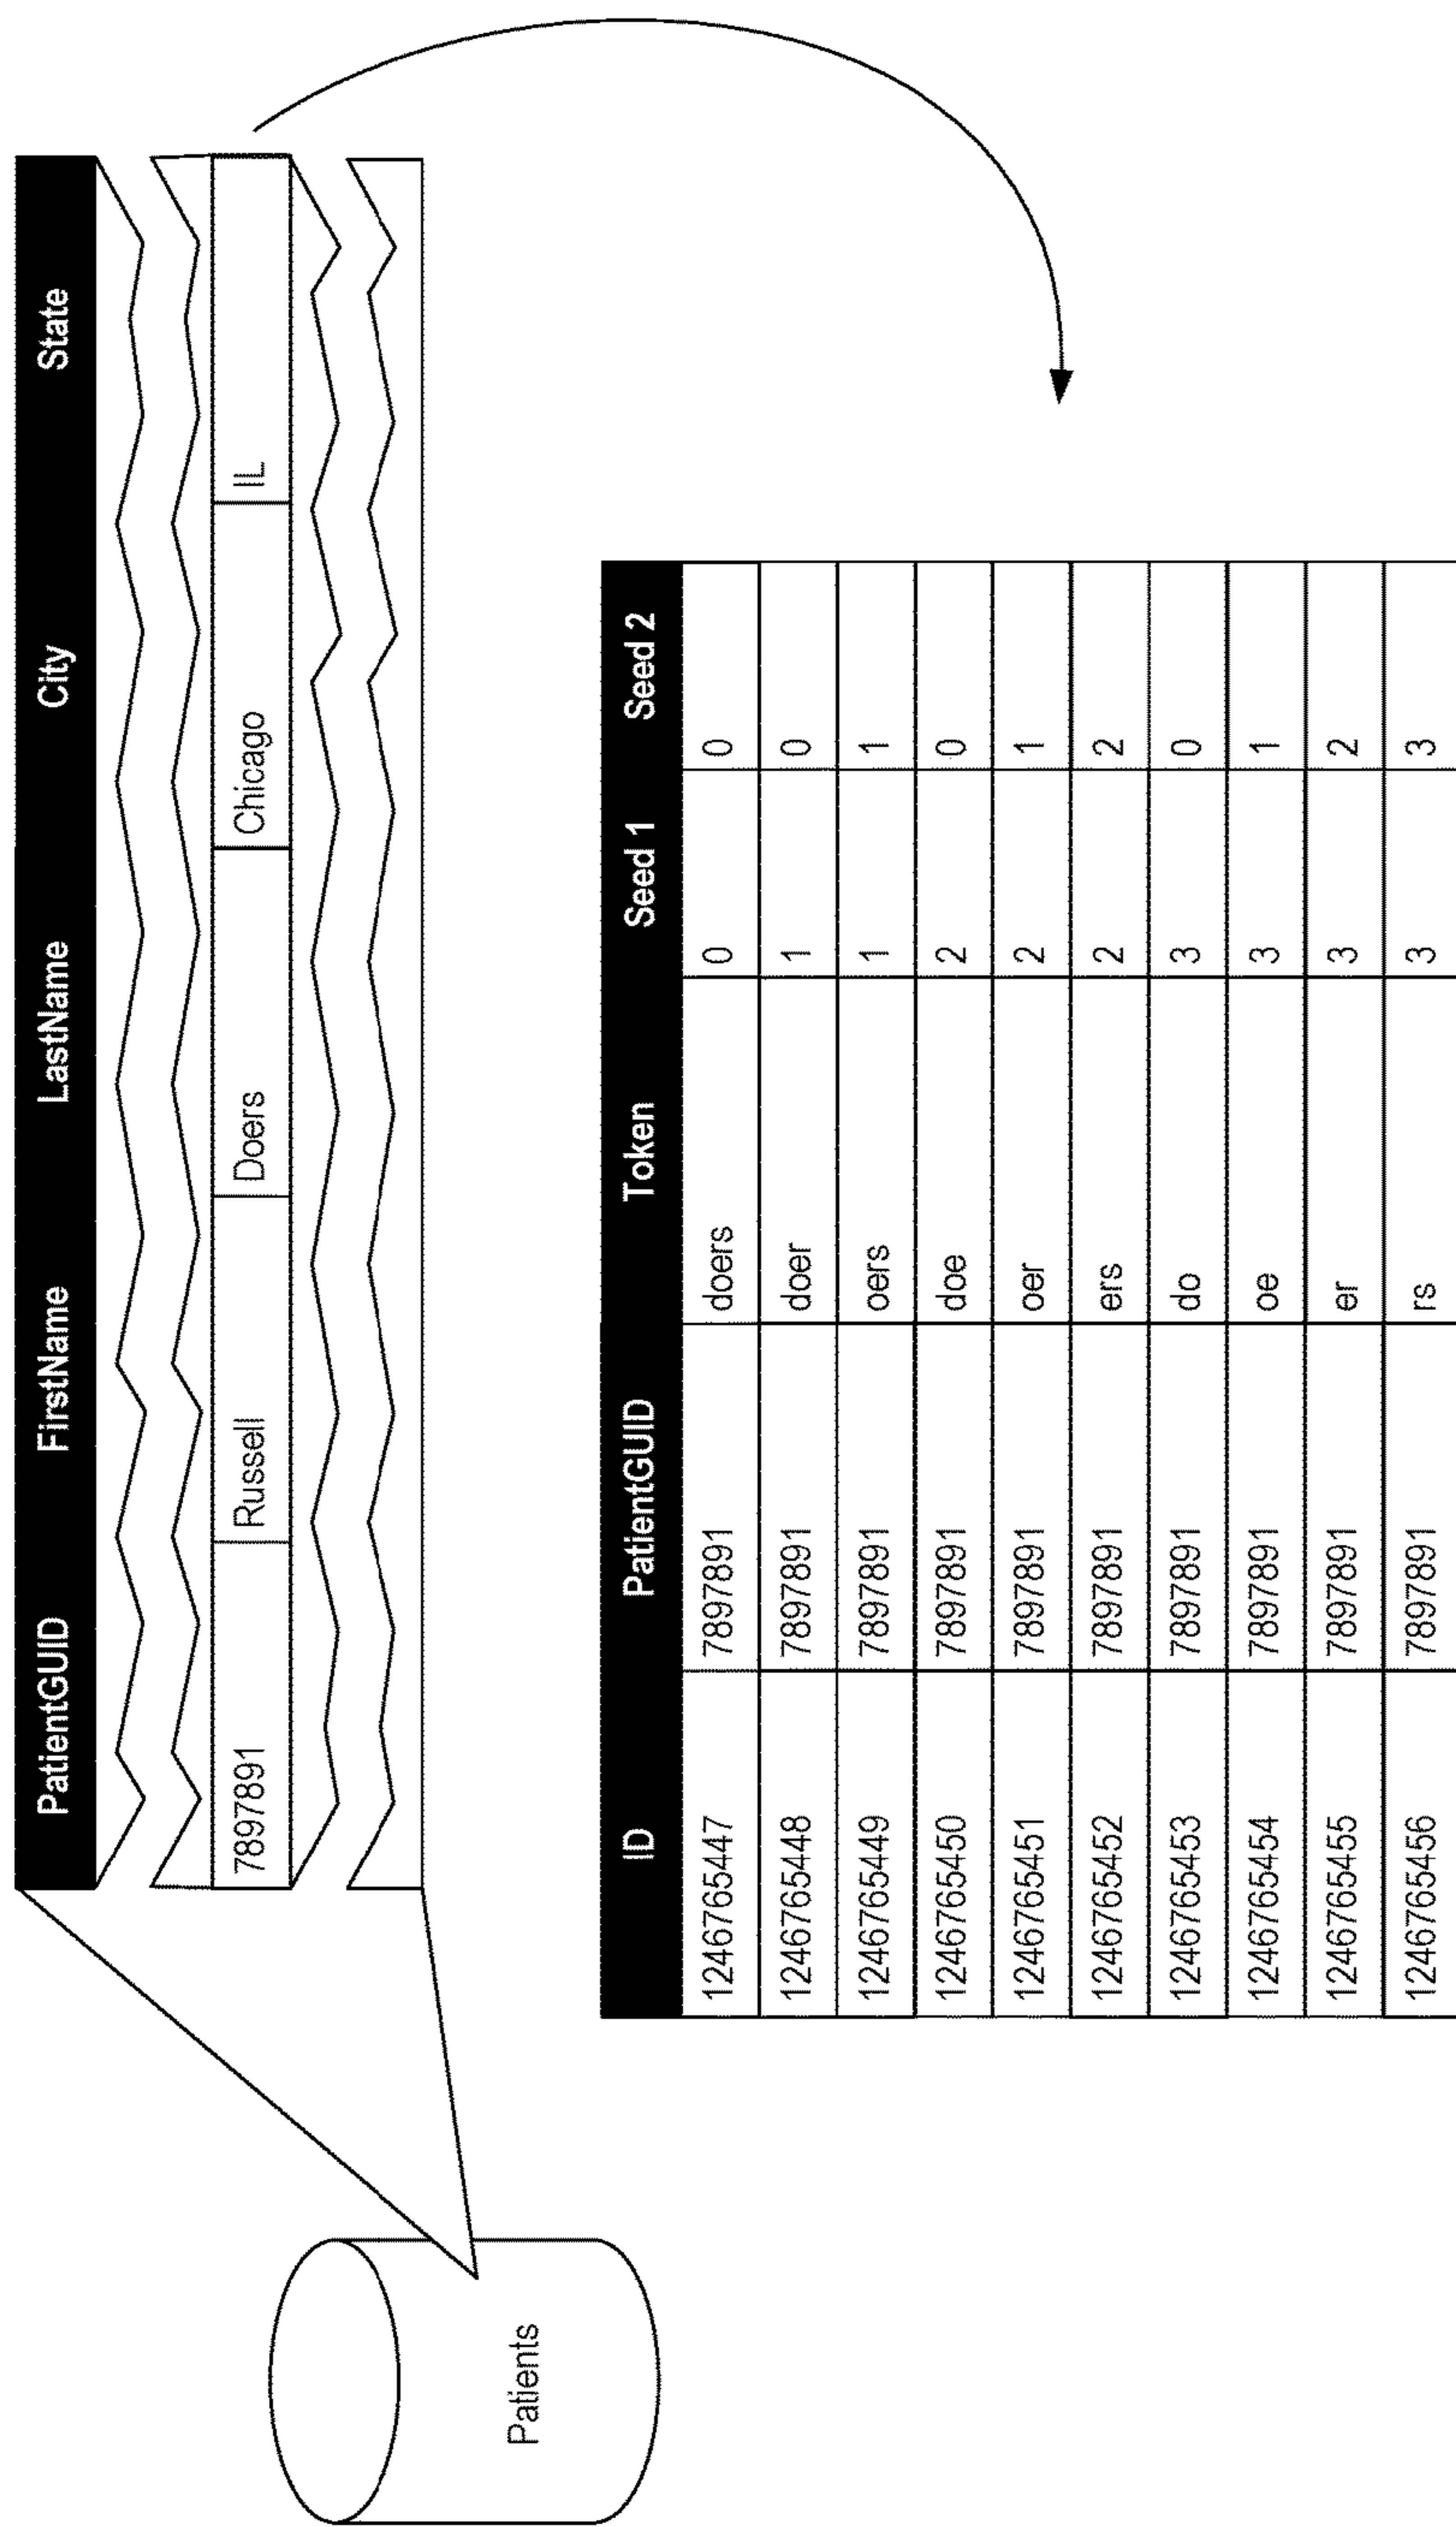 PatientGUID FirstName LastName City State
7897891 Russell Doers Chicago IL
Patients
ID PatientGUID Token Seed 1 Seed 2
1246765447 7897891 doers 0 0
1246765448 7897891 doer 1 0
1246765449 7897891 oers 1 1
1246765450 7897891 doe 2 0
1246765451 7897891 oer 2 1
1246765452 7897891 ers 2 2
1246765453 7897891 do 3 0
1246765454 7897891 oe 3 1
1246765455 7897891 er 3 2
1246765456 7897891 rs 3 3